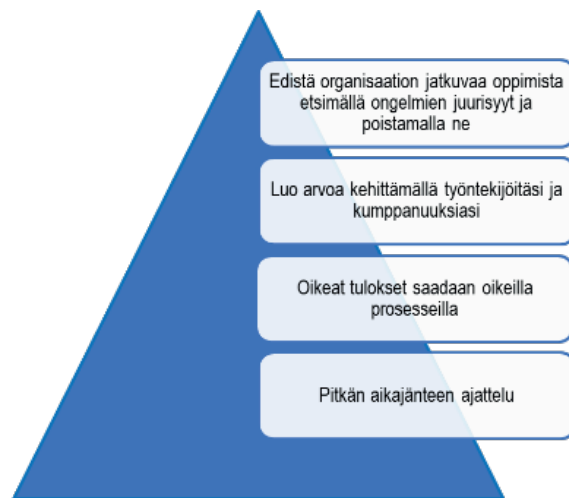 Edistä organisaation jatkuvaa oppimista
etsimällä ongelmien juurisyyt ja
poistamalla ne
Luo arvoa kehittämällä työntekijöitäsi ja
kumppanuuksiasi
Oikeat tulokset saadaan oikeilla
prosesseilla
Pitkän aikajänteen ajattelu